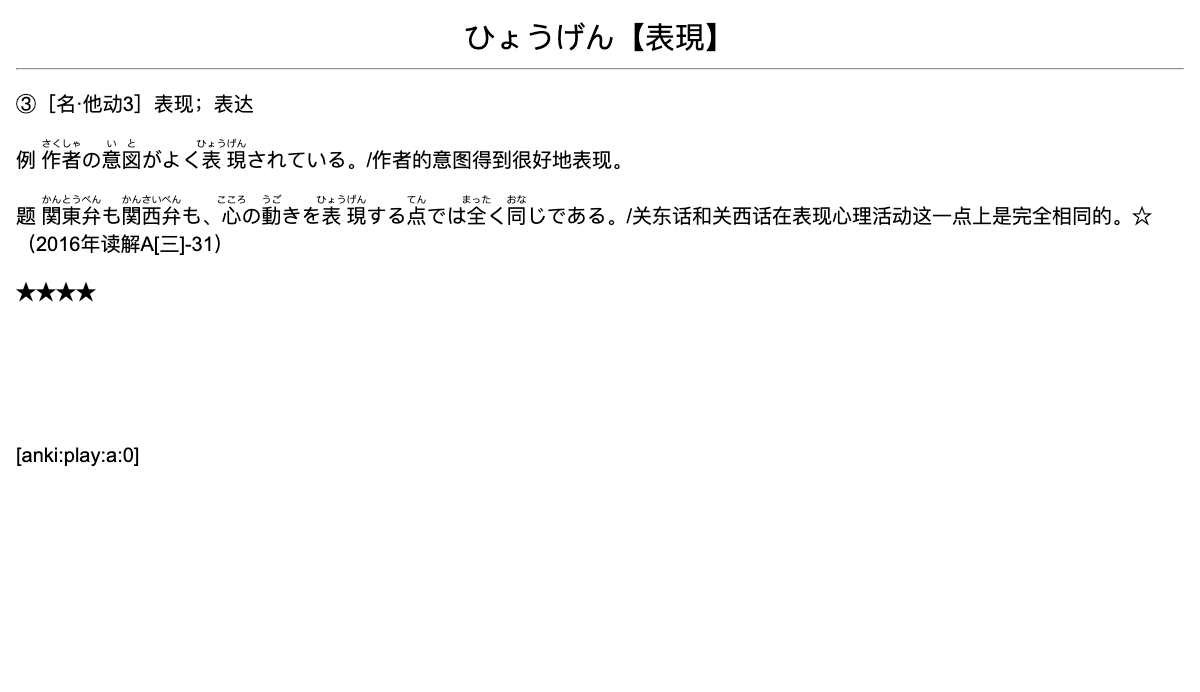 ひょうげん【表現】
③［名·他动3］表现；表达
さくしゃ いと ひょうげん
例 作者の意図がよく表現されている。/作者的意图得到很好地表现。
かんとうべん かんさいべん こころ うご ひょうげん てん まった おな
题 関東弁も関西弁も、心の動きを表現する点では全く同じである。/关东话和关西话在表现心理活动这一点上是完全相同的。☆
（2016年读解A[三]-31）
★★★★
[anki:play:a:0]